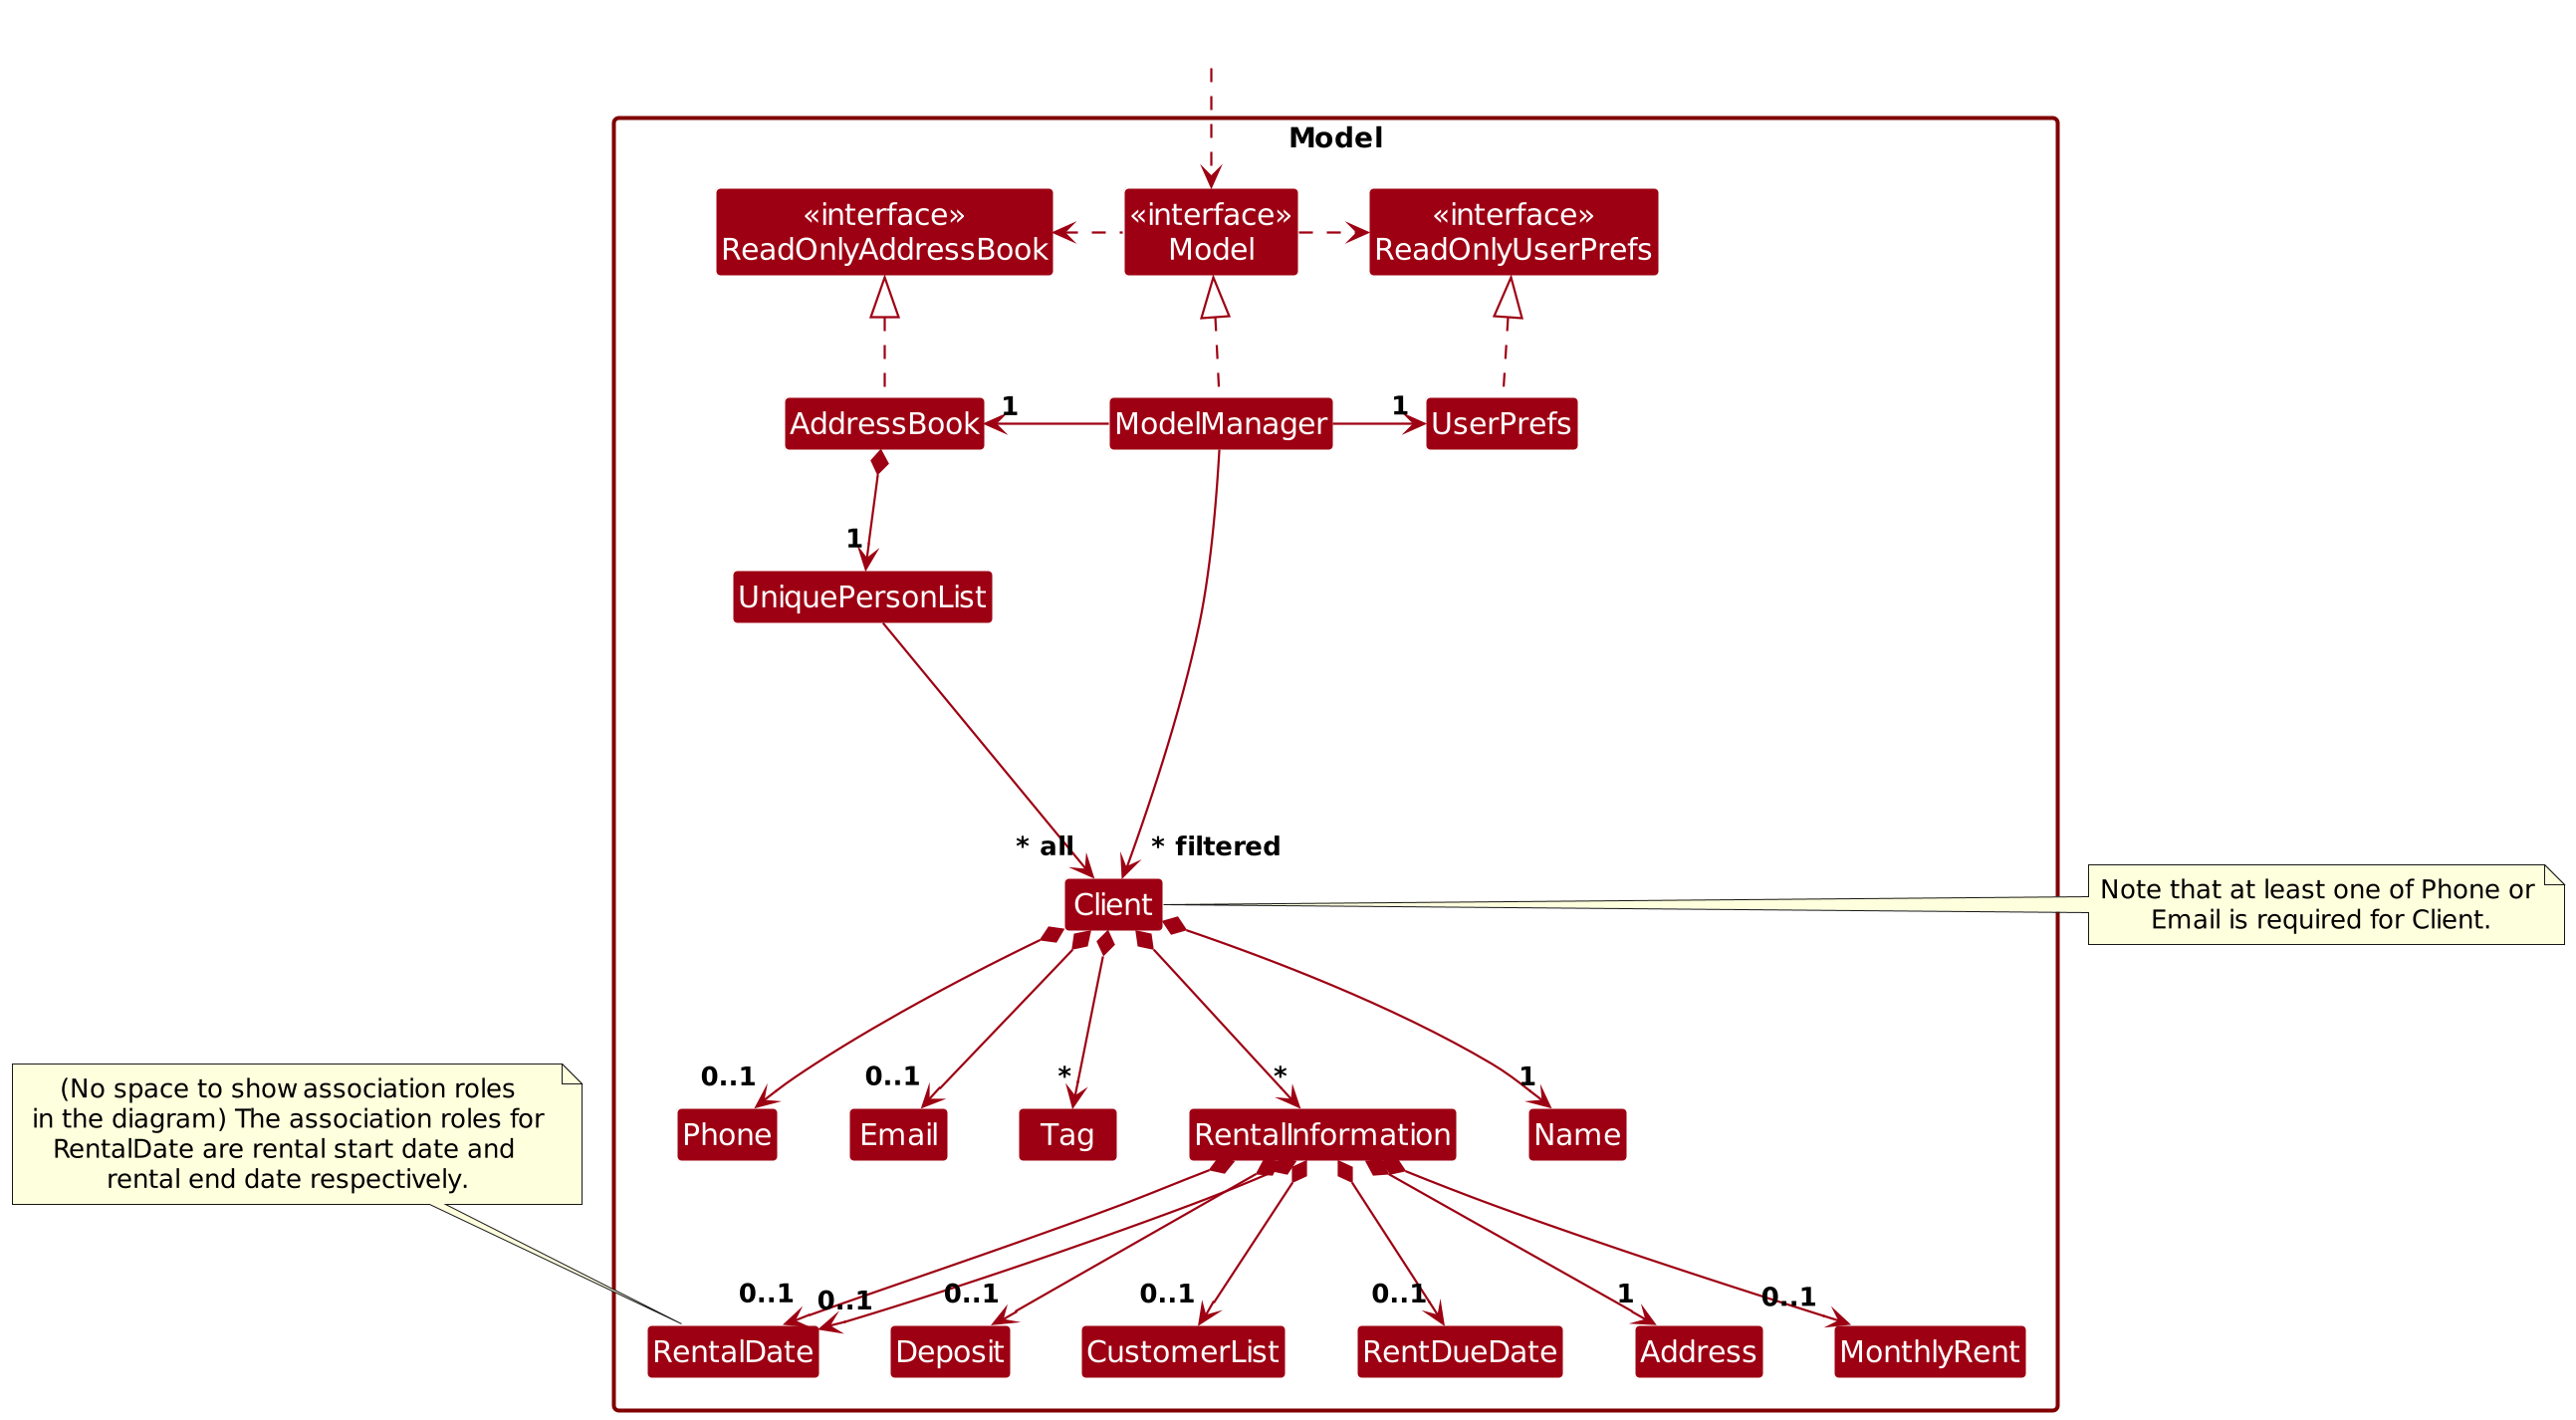 Model
«interface»
ReadOnlyAddressBook
«interface»
Model
«interface»
ReadOnlyUserPrefs
AddressBook
1
ModelManager
1
UserPrefs
1
UniquePersonList
* all
* filtered
Client
Note that at least one of Phone or
Email is required for Client.
0..1
0..1
*
*
1
(No space to show association roles
in the diagram) The association roles for
RentalDate are rental start date and
rental end date respectively.
Phone
Email
Tag
RentalInformation
Name
0..1
0..1
0..1
0..1
0..1
1
0..1
RentalDate
Deposit
CustomerList
RentDueDate
Address
MonthlyRent